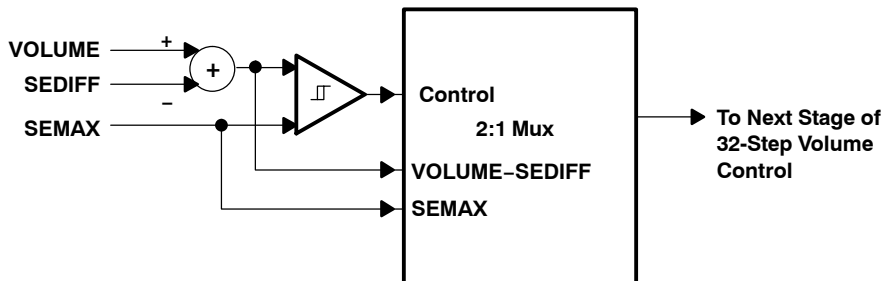 VOLUME
+
SEDIFF
−
+
SEMAX
Control
2:1 Mux
VOLUME−SEDIFF
SEMAX
To Next Stage of
32-Step Volume
Control